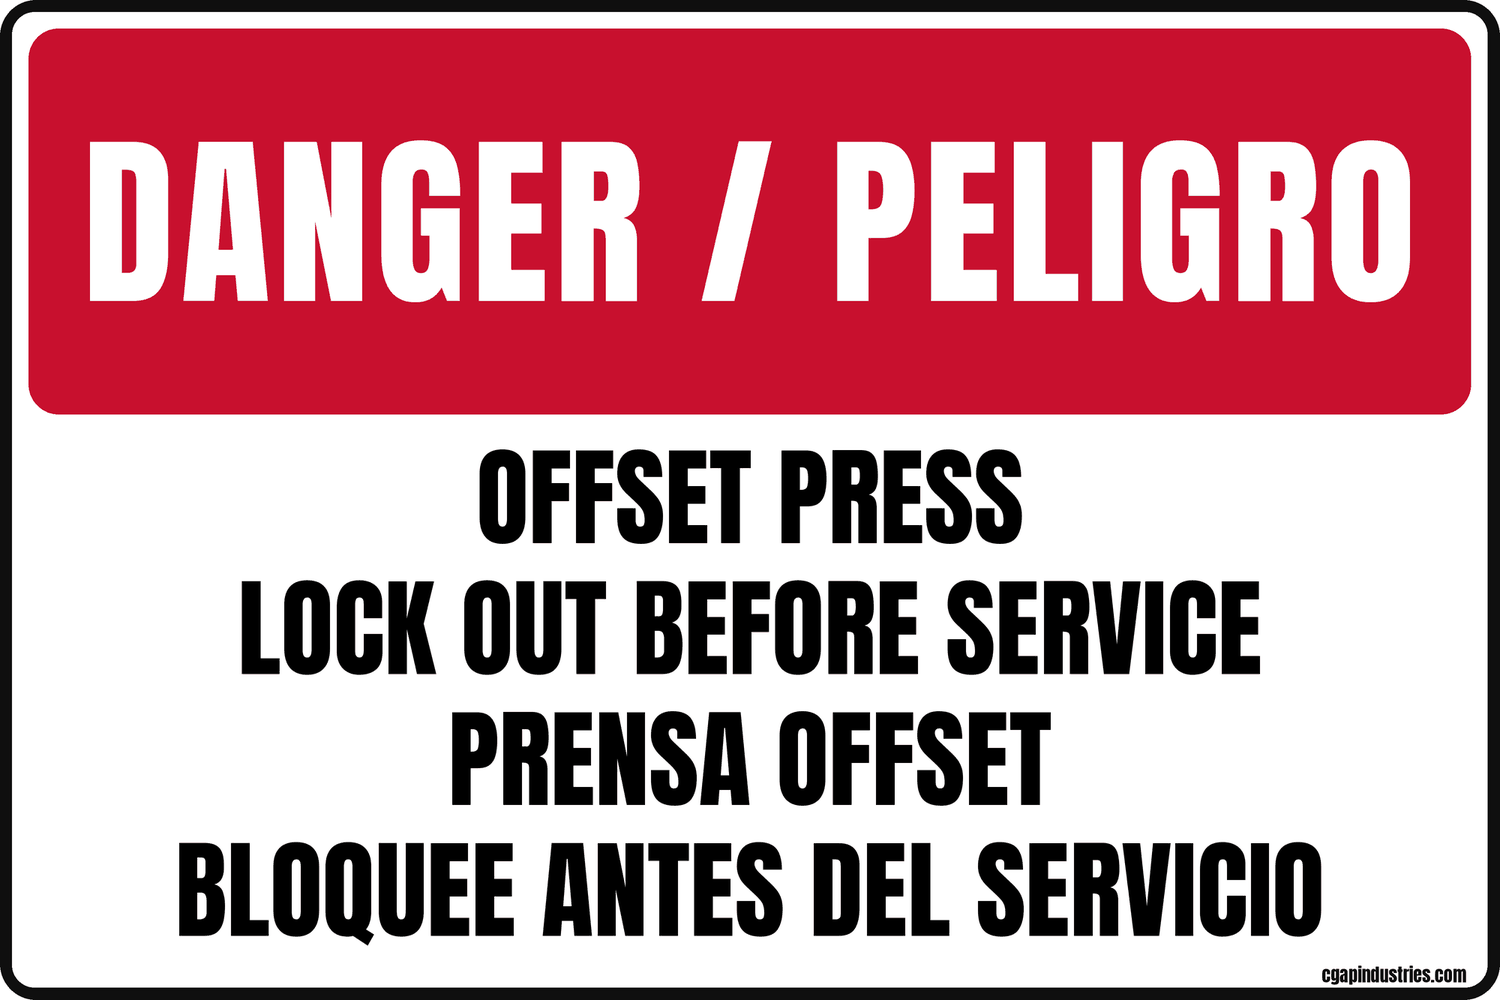 DANGER / PELIGRO
OFFSET PRESS
LOCK OUT BEFORE SERVICE
PRENSA OFFSET
BLOQUEE ANTES DEL SERVICIO
cgapindustries.com